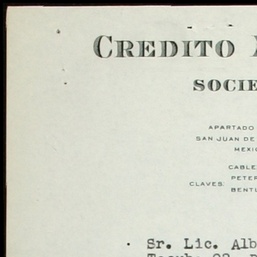 CREDITO
SOCIE
APARTADO
SAN JUAN DE
MEXIC
CABLE
CLAVES: PETER
BENTL
Sr. Lic. Alb